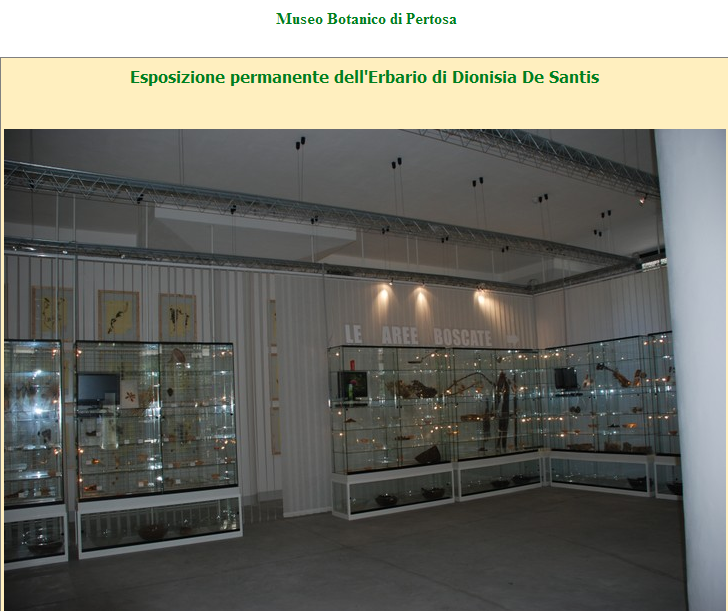 Museo Botanico di Pertosa
Esposizione permanente dell'Erbario di Dionisia De Santis
LE AREE BOSCATE